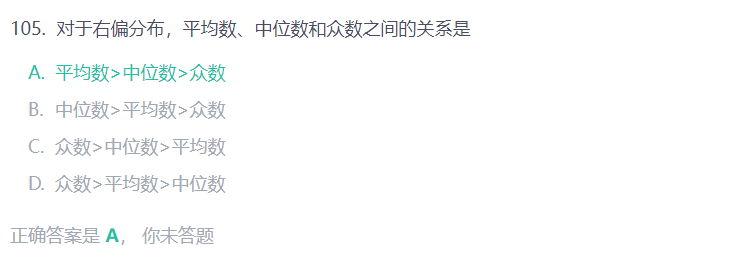 105. 对于右偏分布，平均数、中位数和众数之间的关系是
A. 平均数>中位数>众数
B. 中位数>平均数>众数
C. 众数>中位数>平均数
D. 众数>平均数>中位数
正确答案是 A， 你未答题